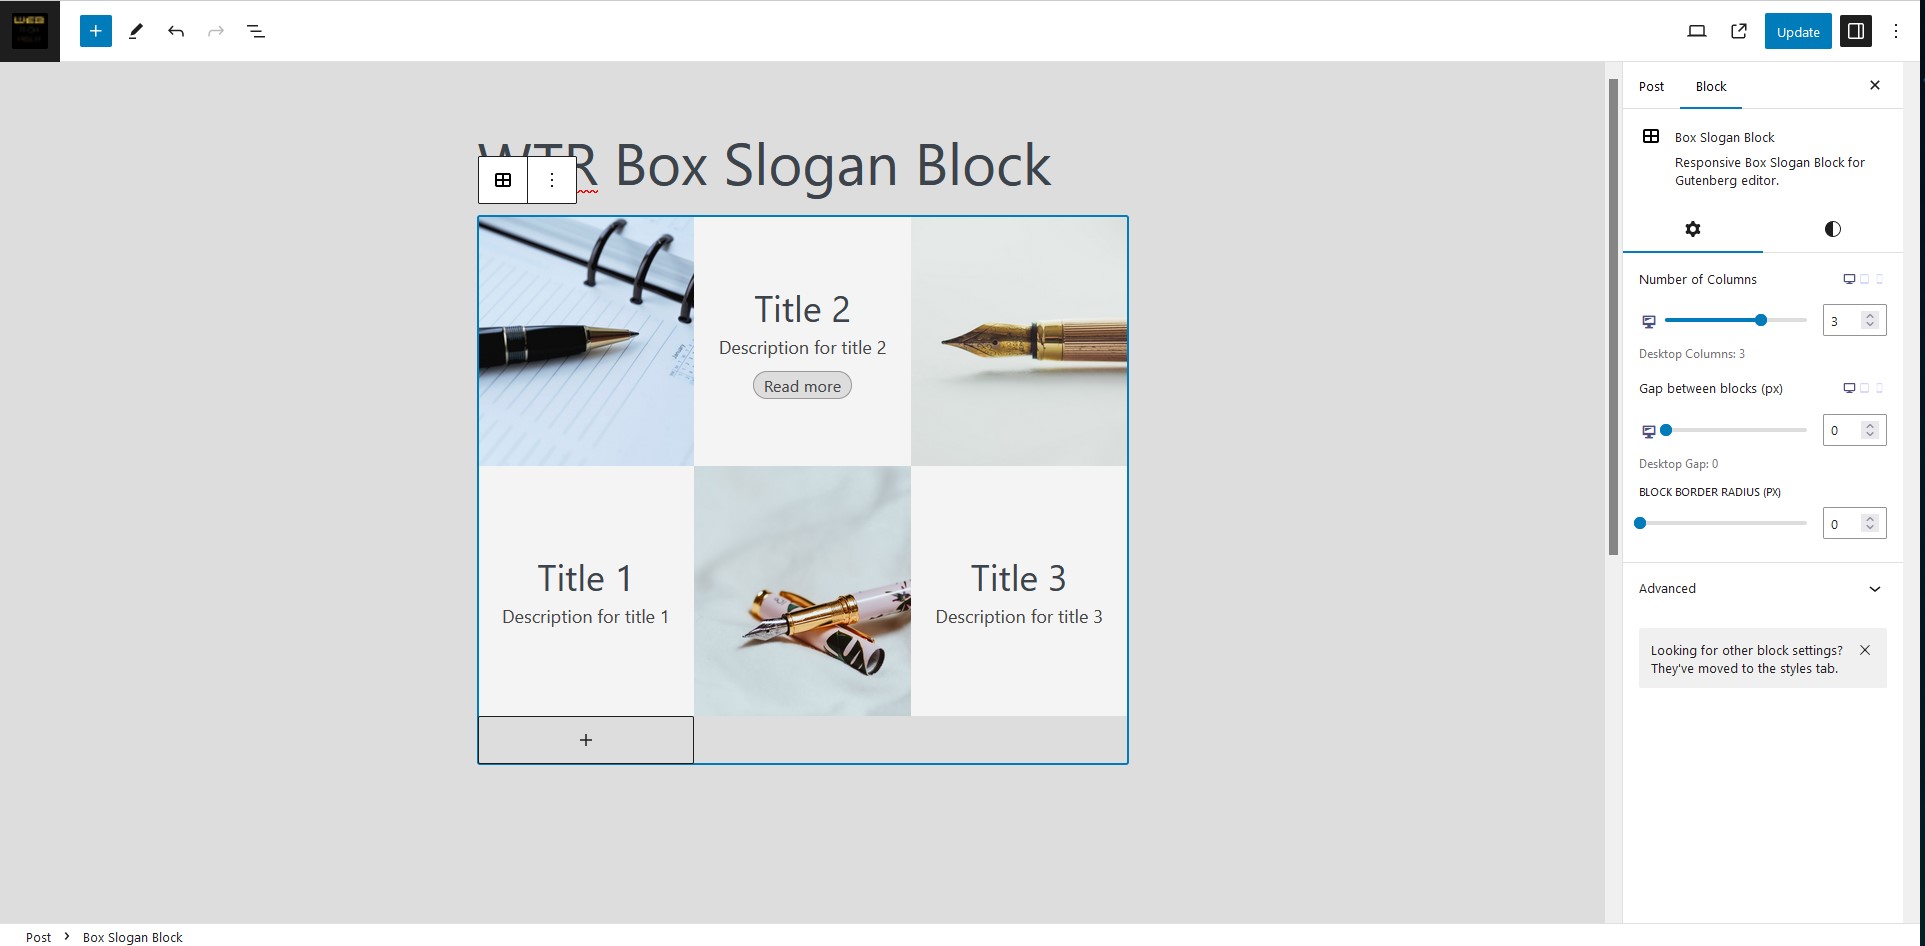 WEB
Update
Post
Block
Box Slogan Block
Responsive Box Slogan Block for
Gutenberg editor.
Number of Columns
3
Desktop Columns: 3
Gap between blocks (px)
0
Desktop Gap: 0
BLOCK BORDER RADIUS (PX)
0
Advanced
Looking for other block settings?
They've moved to the styles tab.
WTR Box Slogan Block
Title 2
Description for title 2
Read more
Title 1
Description for title 1
Title 3
Description for title 3
Post
Box Slogan Block